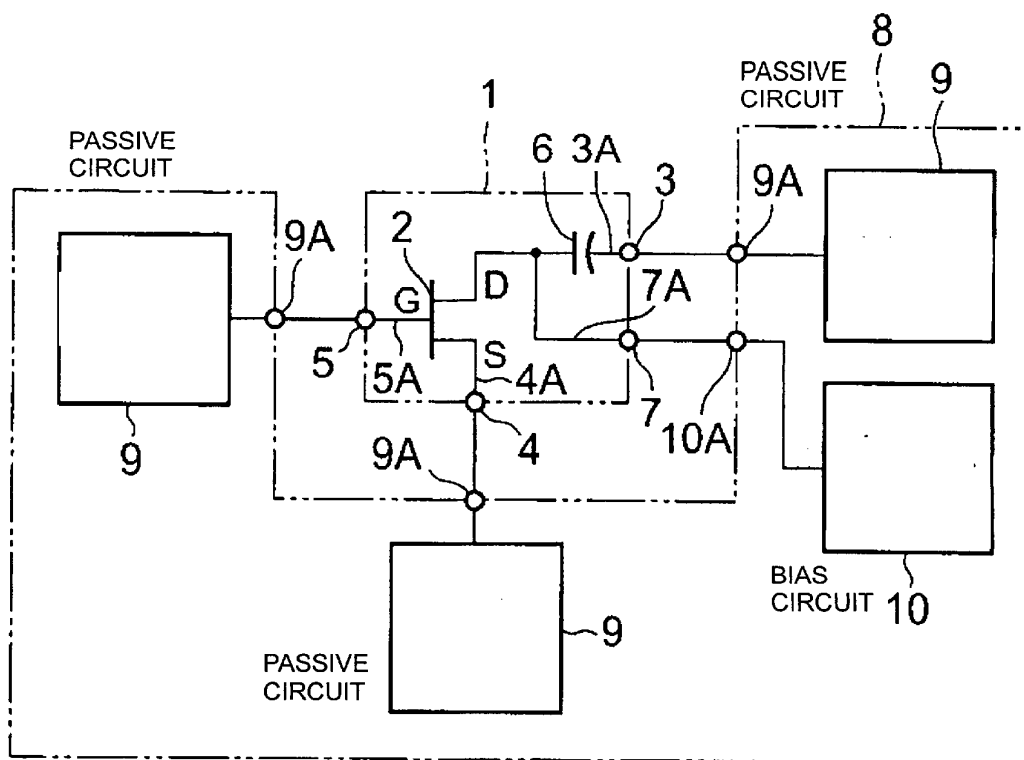 8
PASSIVE
CIRCUIT
9
1
PASSIVE
CIRCUIT
6
3A
3
9A
2
9A
D
G
7A
5
5A
S
4A
7
10A
4
9
9A
BIAS
CIRCUIT
10
9
PASSIVE
CIRCUIT